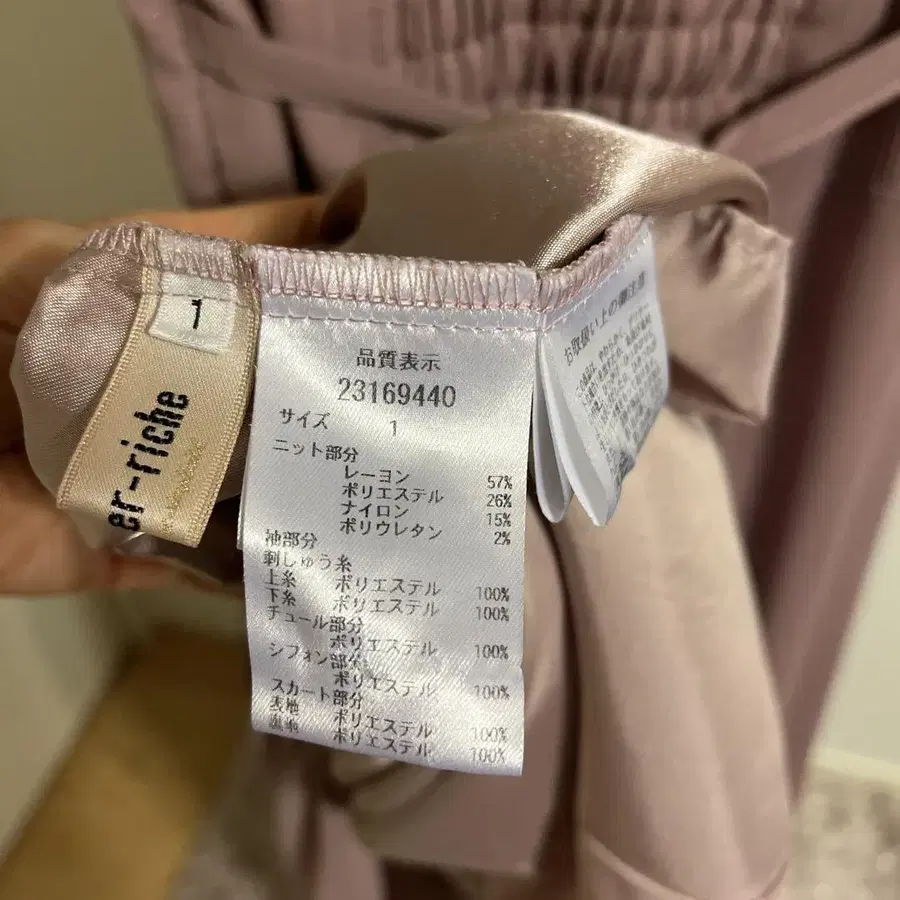 1
er-riche
品質表示
23169440
サイズ 1
ニット部分
レーヨン 57%
ポリエステル 26%
ナイロン 15%
ポリウレタン 2%
袖部分
刺しゅう糸
上糸 ポリエステル 100%
下糸 ポリエステル 100%
チュール部分
ポリエステル 100%
シフォン部分
ポリエステル 100%
スカート部分
表地 ポリエステル 100%
裏地 ポリエステル 100%
お取扱い上の御注意